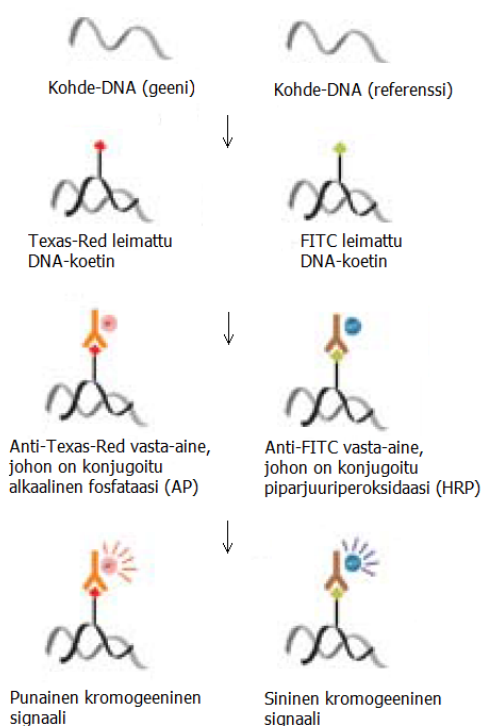 Kohde-DNA (geeni)
Kohde-DNA (referenssi)
Texas-Red leimattu
DNA-koetin
FITC leimattu
DNA-koetin
Anti-Texas-Red vasta-aine,
johon on konjugoitu
alkaalinen fosfataasi (AP)
Anti-FITC vasta-aine,
johon on konjugoitu
piparjuuriperoksidaasi (HRP)
Punainen kromogeeninen
signaali
Sininen kromogeeninen
signaali